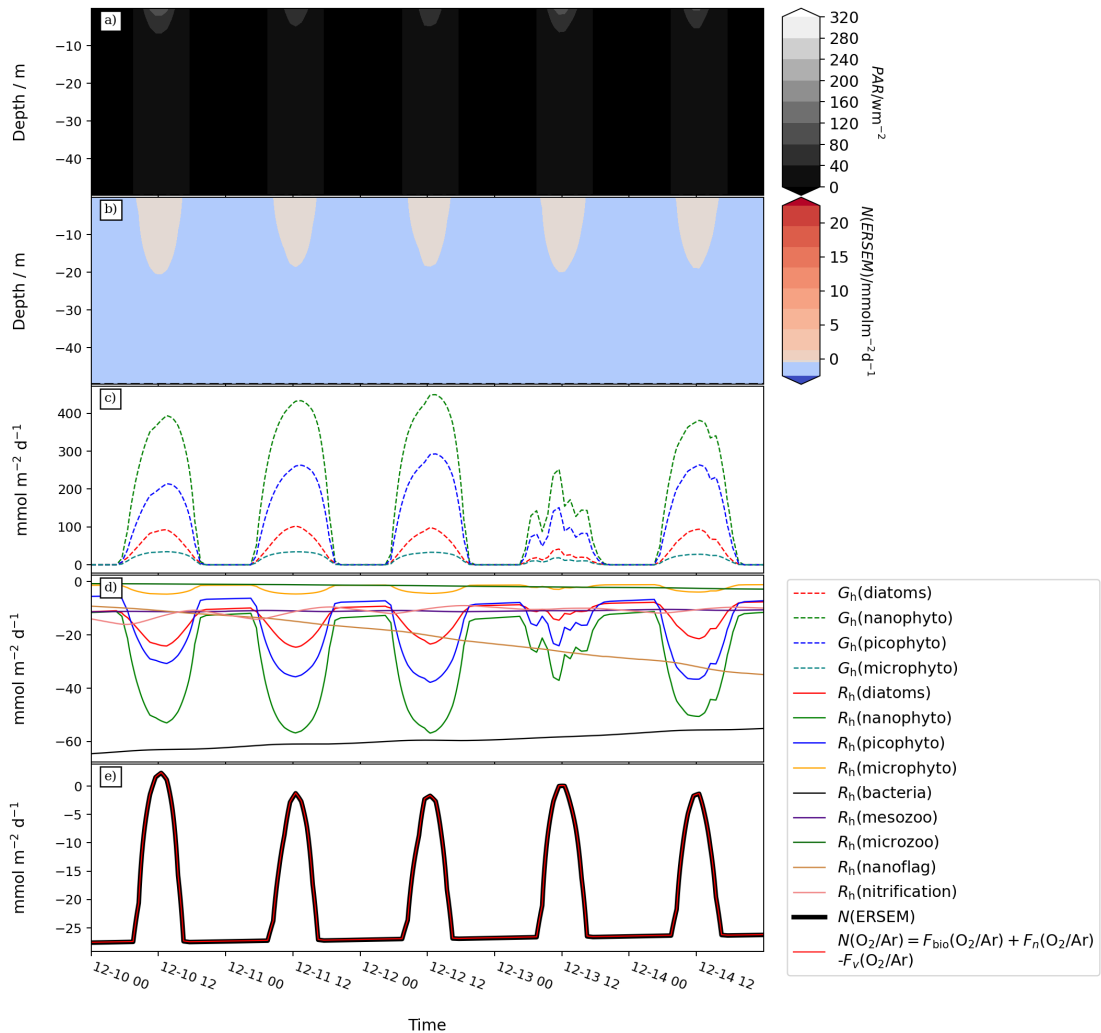 a)
−10
−20
−30
−40
Depth / m
320
280
240
200
160
120
80
40
0
PAR/wm⁻²
b)
−10
−20
−30
−40
Depth / m
20
15
10
5
0
N(ERSEM)/mmolm⁻²d⁻¹
c)
400
300
200
100
0
mmol m⁻² d⁻¹
d)
0
−20
−40
−60
mmol m⁻² d⁻¹
e)
0
−5
−10
−15
−20
−25
mmol m⁻² d⁻¹
12-10 00
12-10 12
12-11 00
12-11 12
12-12 00
12-12 12
12-13 00
12-13 12
12-14 00
12-14 12
Time
Gₕ(diatoms)
Gₕ(nanophyto)
Gₕ(picophyto)
Gₕ(microphyto)
Rₕ(diatoms)
Rₕ(nanophyto)
Rₕ(picophyto)
Rₕ(microphyto)
Rₕ(bacteria)
Rₕ(mesozoo)
Rₕ(microzoo)
Rₕ(nanoflag)
Rₕ(nitrification)
N(ERSEM)
N(O₂/Ar) = F_bio(O₂/Ar) + Fₙ(O₂/Ar)
-Fᵥ(O₂/Ar)